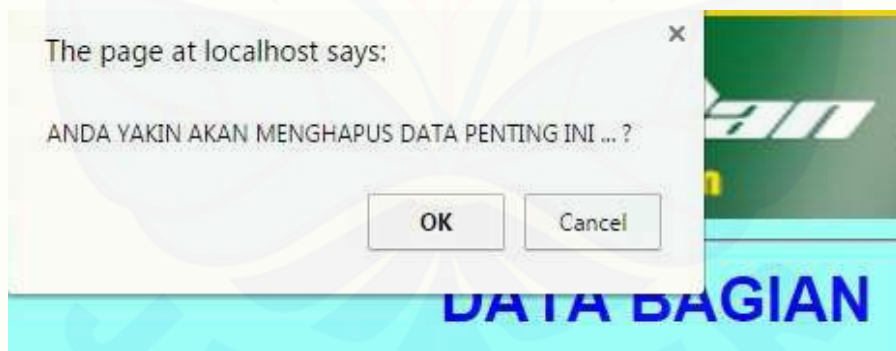 The page at localhost says:
ANDA YAKIN AKAN MENGHAPUS DATA PENTING INI ... ?
OK
Cancel
DATA BAGIAN